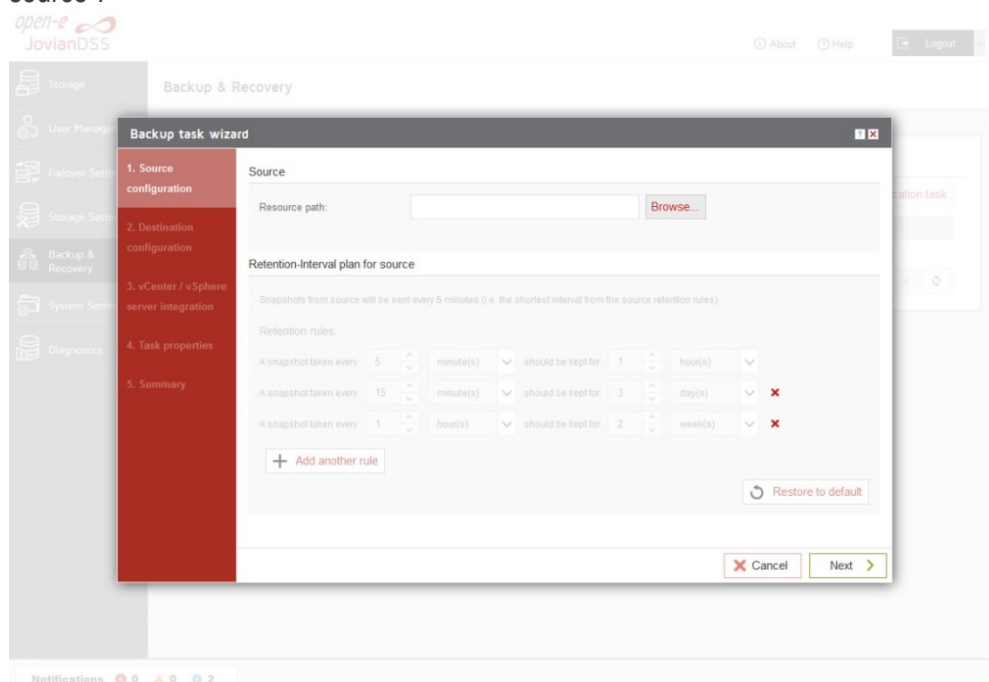 open-e
JovianDSS
About
Help
Logout
Storage
Backup & Recovery
User Manage
Backup task wizard
Failover Setti
1. Source
configuration
Source
Resource path:
Browse...
cation task
Storage Settin
2. Destination
configuration
Backup &
Recovery
Retention-Interval plan for source
3. vCenter / vSphere
server integration
Snapshots from source will be sent every 5 minutes (i.e. the shortest interval from the source retention rules)
System Settin
Retention rules:
4. Task properties
Diagnostics
A snapshot taken every 5 minute(s) should be kept for 1 hour(s)
5. Summary
A snapshot taken every 15 minute(s) should be kept for 3 day(s)
A snapshot taken every 1 hour(s) should be kept for 2 week(s)
Add another rule
Restore to default
Cancel
Next
Notifications 0 0 2